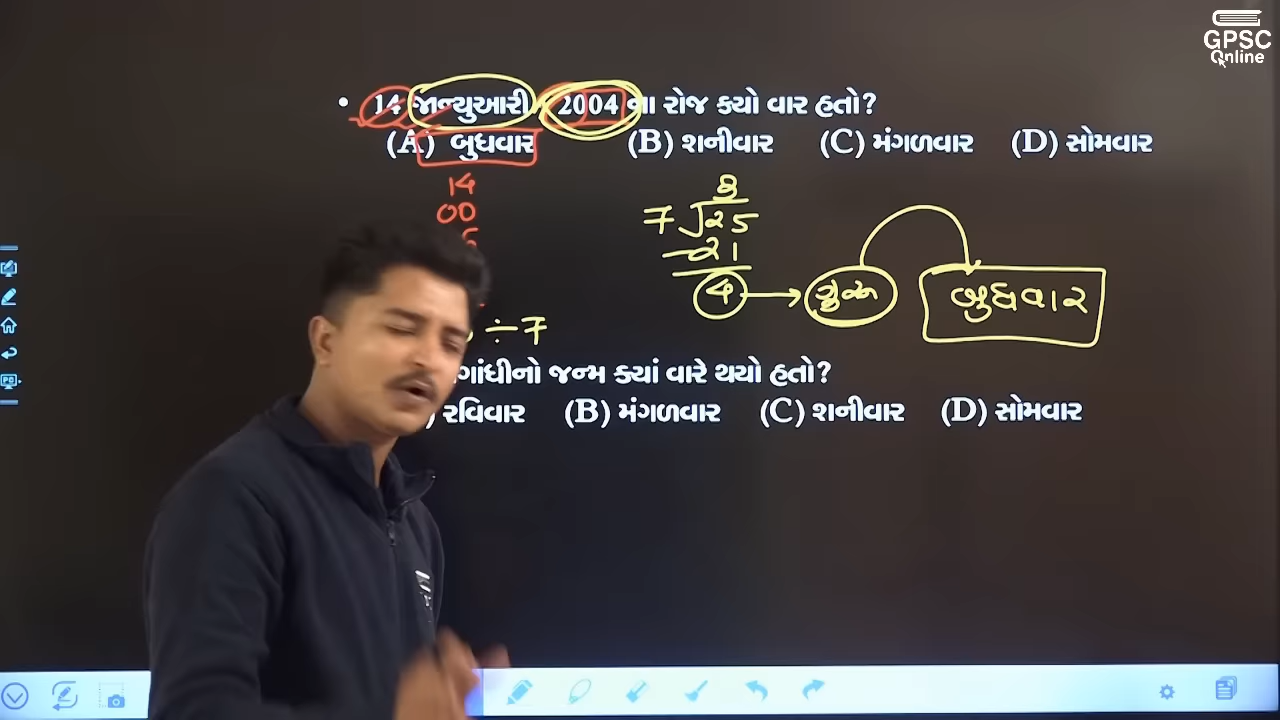 GPSC
Online
• 14 જાન્યુઆરી 2004 ના રોજ ક્યો વાર હતો?
(A) બુધવાર (B) શનીવાર (C) મંગળવાર (D) સોમવાર
14
00
7 25 3
-21
4 બુધવાર
÷7
ગાંધીનો જન્મ ક્યાં વારે થયો હતો?
) રવિવાર (B) મંગળવાર (C) શનીવાર (D) સોમવાર